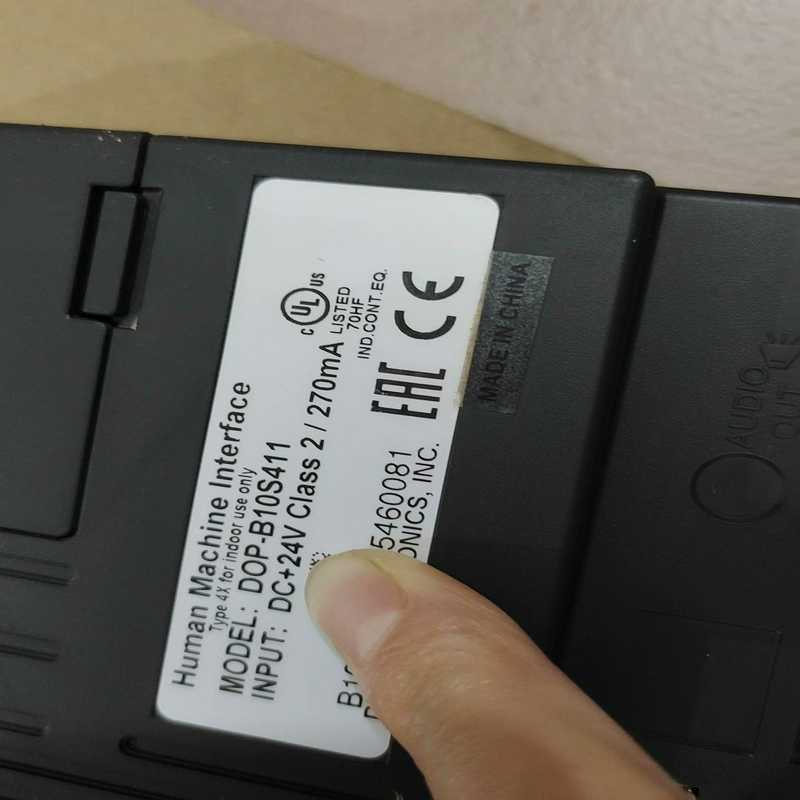 Human Machine Interface
Type 4X for indoor use only
MODEL: DOP-B10S411
INPUT: DC+24V Class 2 / 270mA
c UL us
LISTED
70HF
IND.CONT.EQ.
EAC CE
5460081
INC.
MADE IN CHINA
AUDIO
OUT